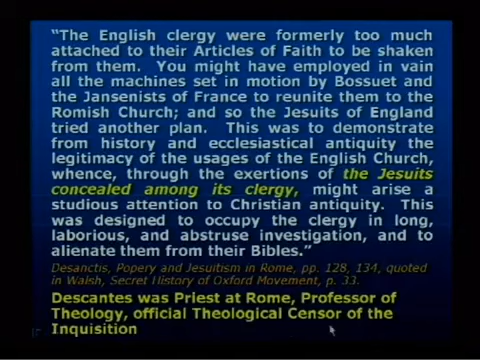 “The English clergy were formerly too much
attached to their Articles of Faith to be shaken
from them. You might have employed in vain
all the machines set in motion by Bossuet and
the Jansenists of France to reunite them to the
Romish Church; and so the Jesuits of England
tried another plan. This was to demonstrate
from history and ecclesiastical antiquity the
legitimacy of the usages of the English Church,
whence, through the exertions of the Jesuits
concealed among its clergy, might arise a
studious attention to Christian antiquity. This
was designed to occupy the clergy in long,
laborious, and abstruse investigation, and to
alienate them from their Bibles.”
Desanctis, Popery and Jesuitism in Rome, pp. 128, 134, quoted
in Walsh, Secret History of Oxford Movement, p. 33.
Descantes was Priest at Rome, Professor of
Theology, official Theological Censor of the
Inquisition